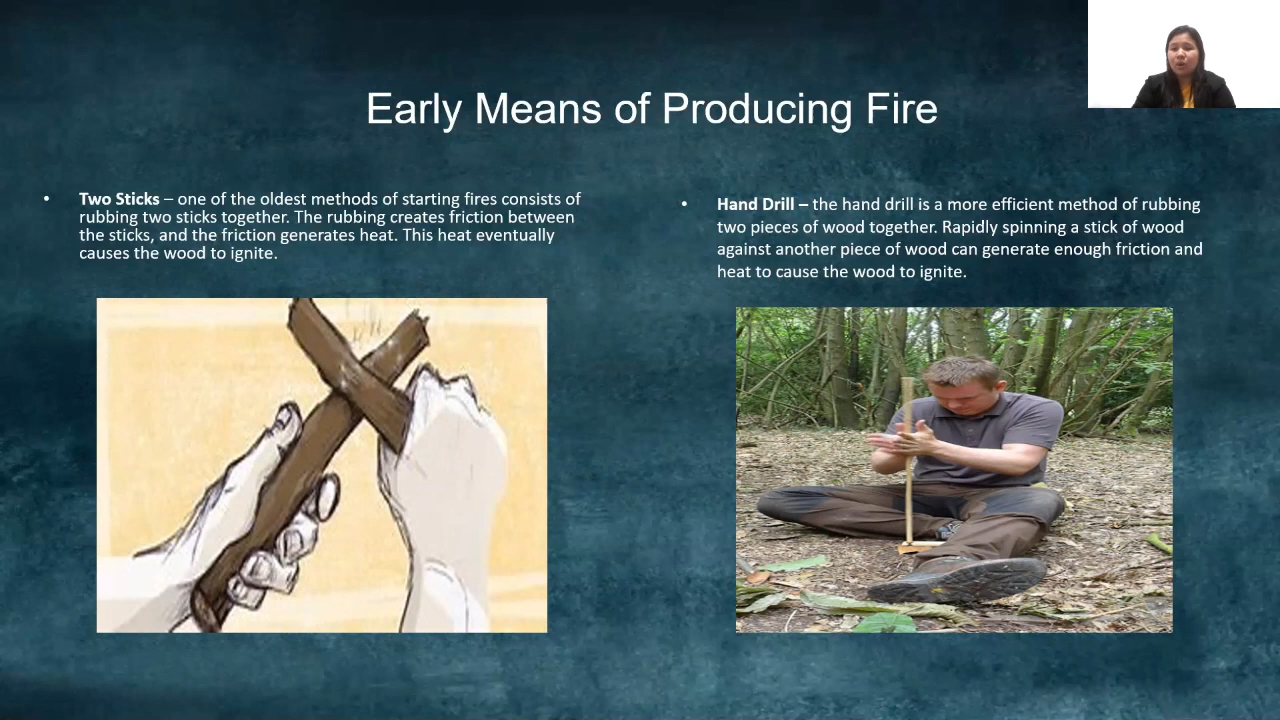 Early Means of Producing Fire
• Two Sticks – one of the oldest methods of starting fires consists of
rubbing two sticks together. The rubbing creates friction between
the sticks, and the friction generates heat. This heat eventually
causes the wood to ignite.
• Hand Drill – the hand drill is a more efficient method of rubbing
two pieces of wood together. Rapidly spinning a stick of wood
against another piece of wood can generate enough friction and
heat to cause the wood to ignite.